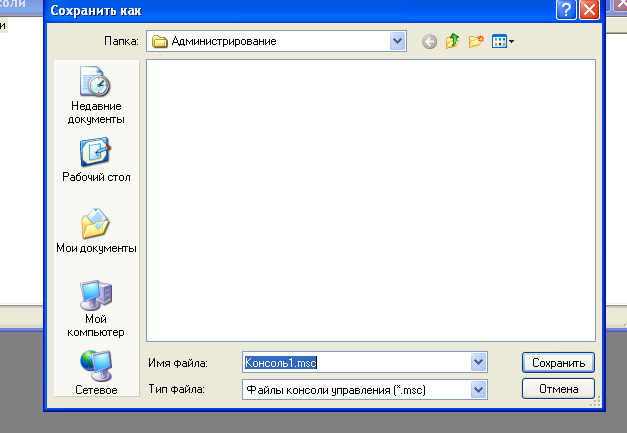 соли
Сохранить как
и
Папка:
Администрирование
Недавние
документы
Рабочий стол
Мои документы
Мой
компьютер
Сетевое
Имя файла:
Консоль1.msc
Сохранить
Тип файла:
Файлы консоли управления (*.msc)
Отмена